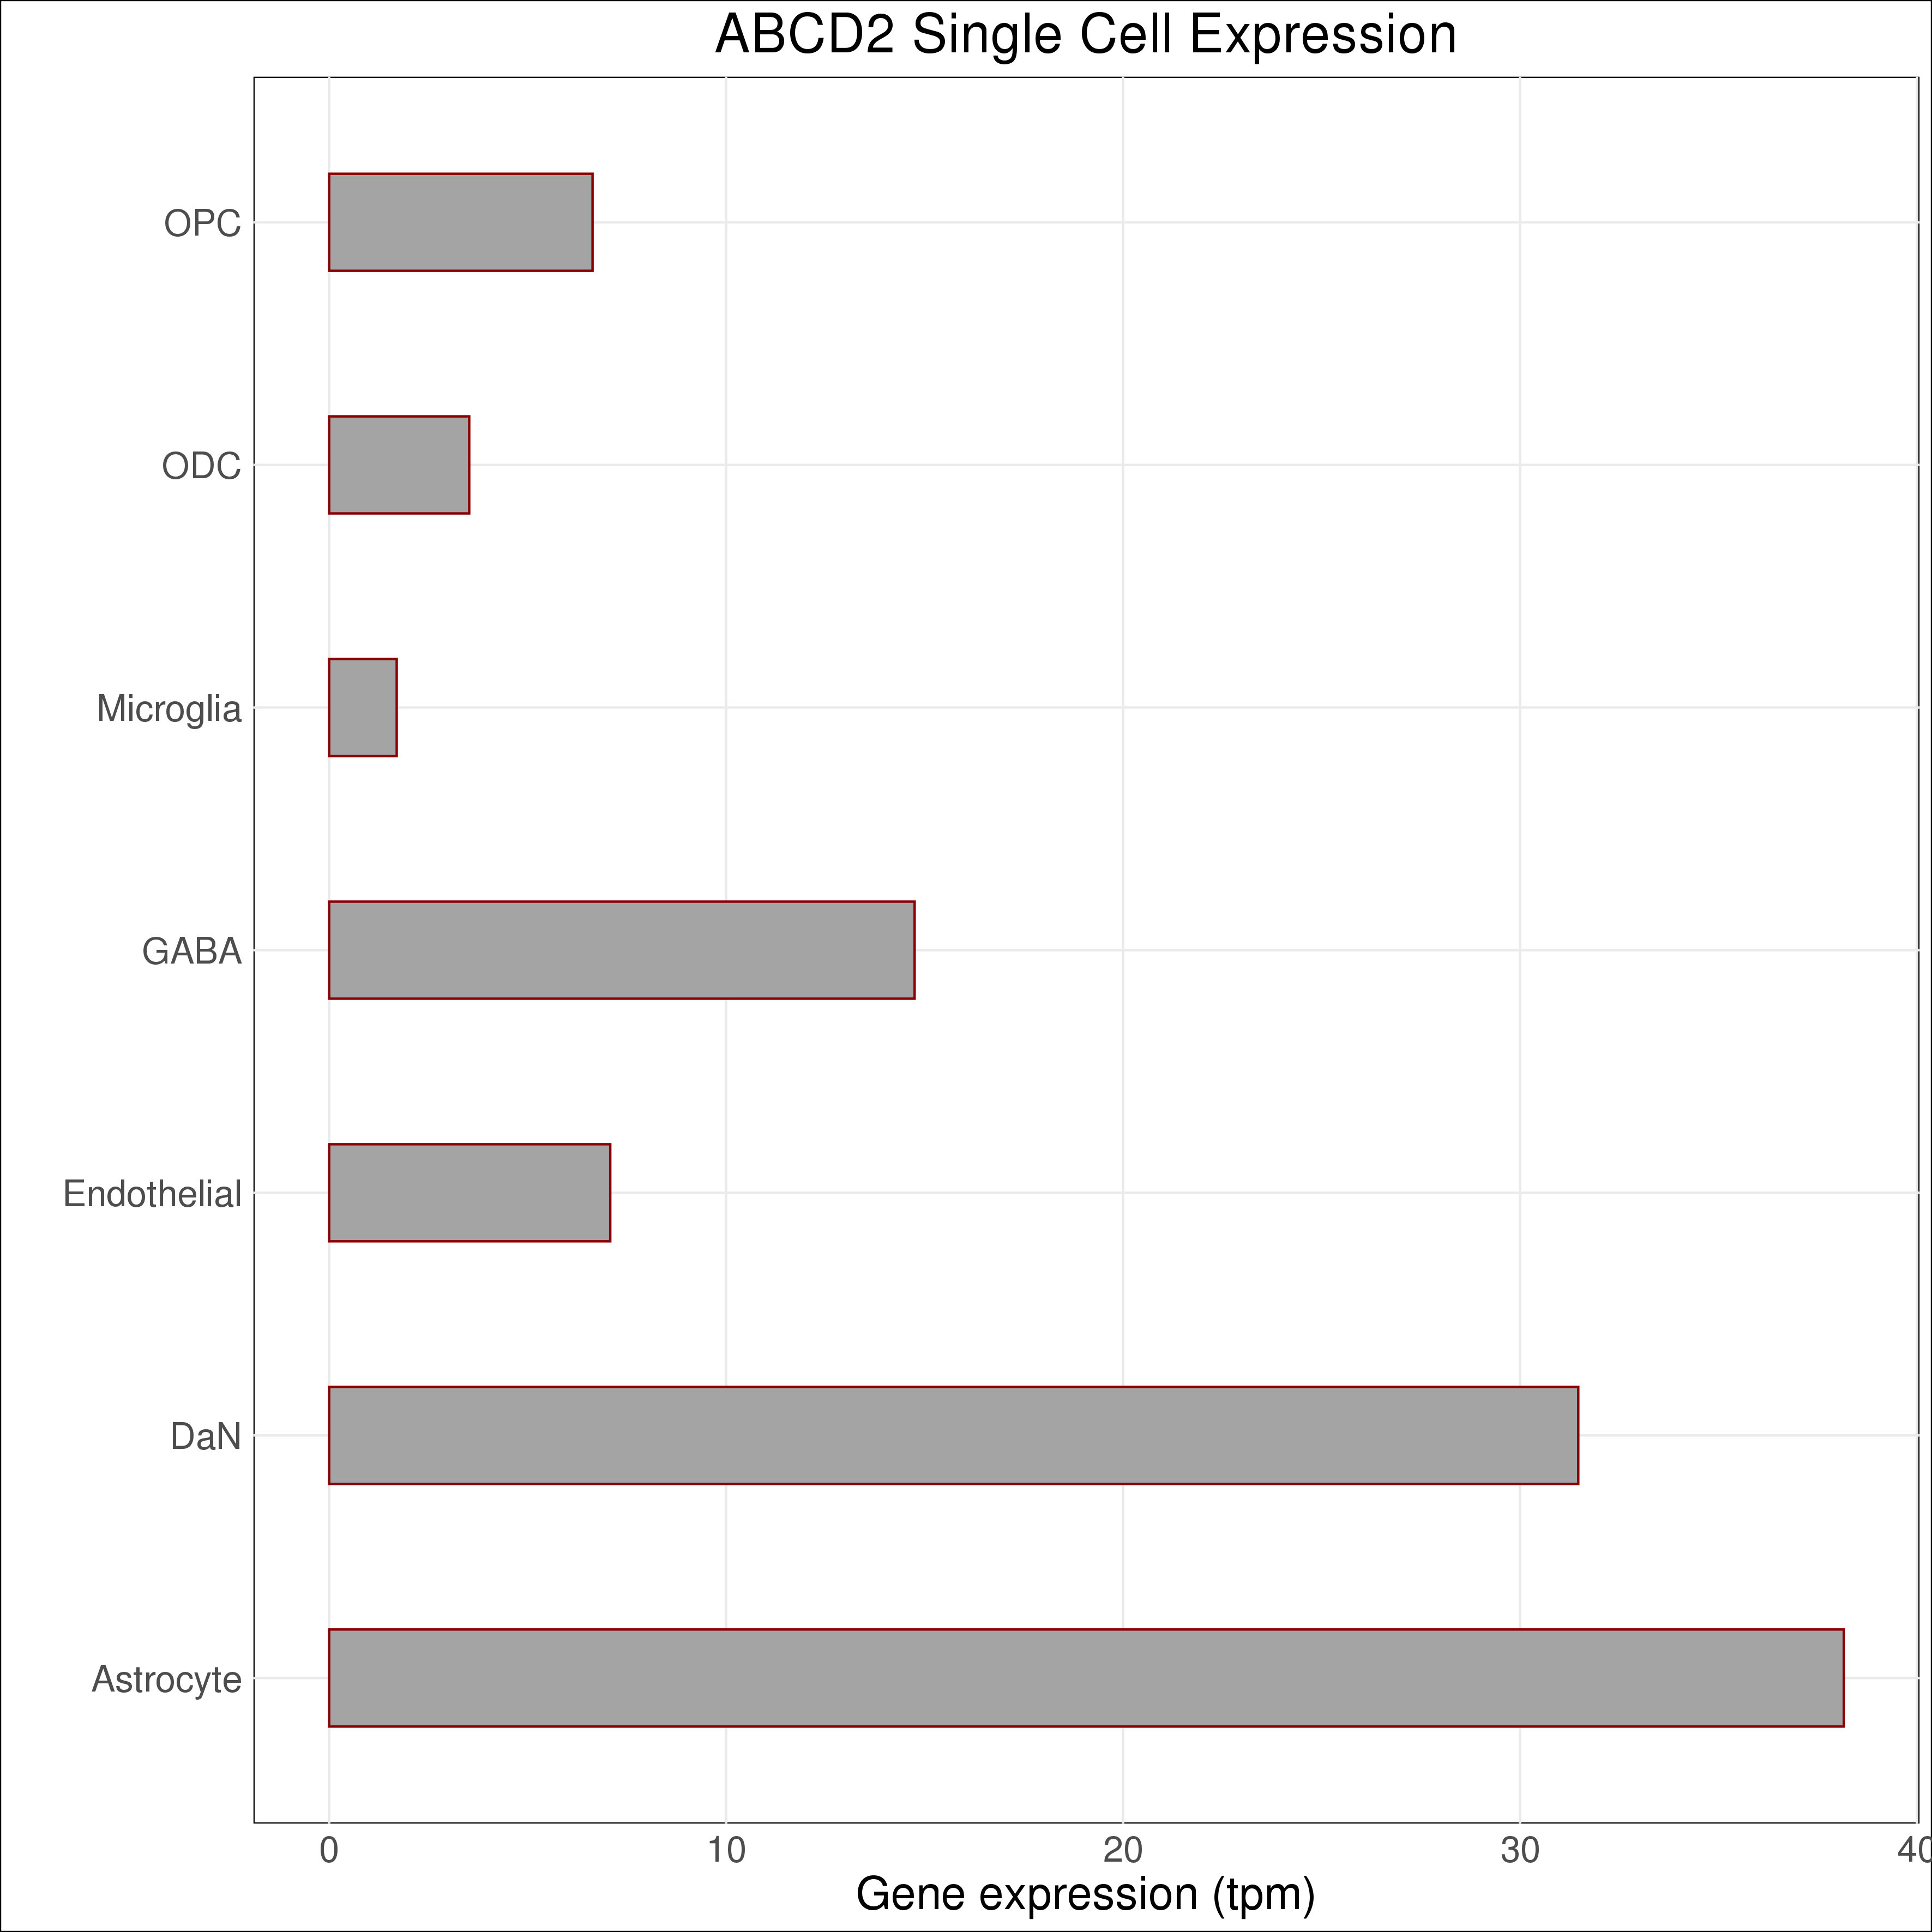 ABCD2 Single Cell Expression
OPC
ODC
Microglia
GABA
Endothelial
DaN
Astrocyte
0 10 20 30 40
Gene expression (tpm)